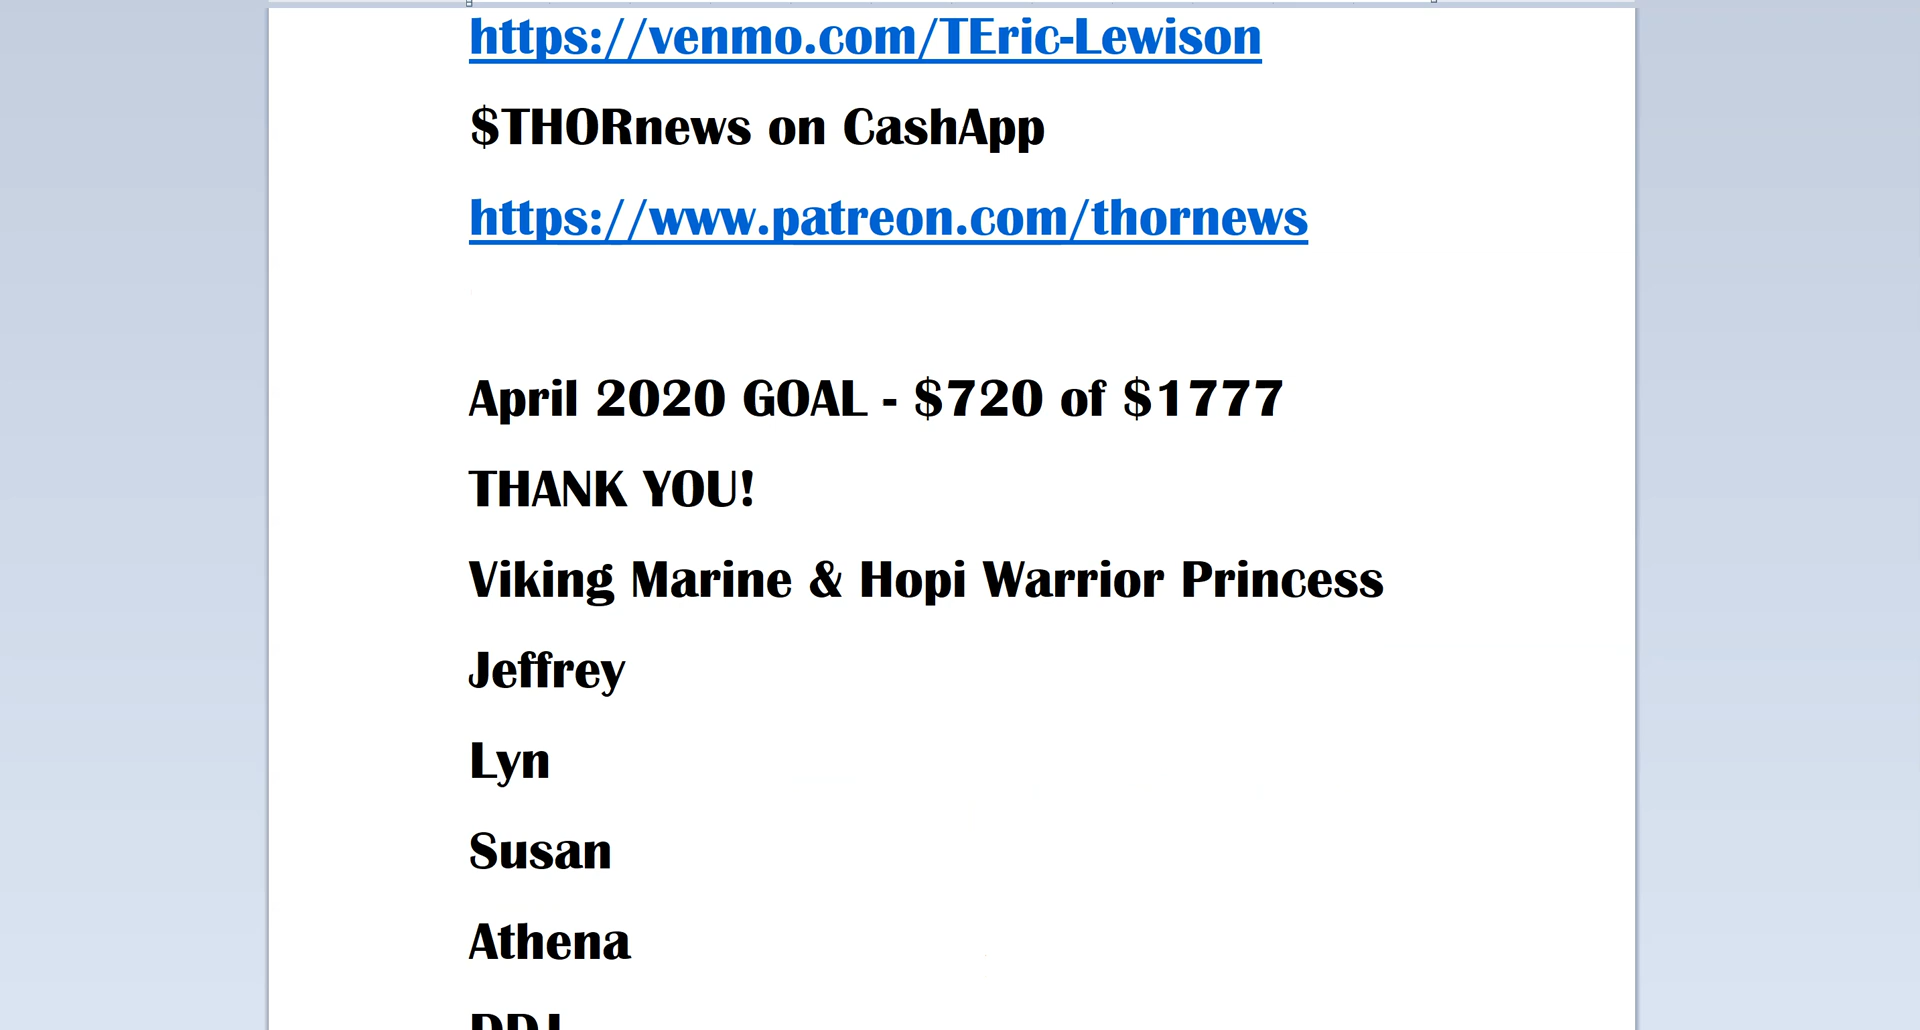 https://venmo.com/TEric-Lewison
$THORnews on CashApp
https://www.patreon.com/thornews
April 2020 GOAL - $720 of $1777
THANK YOU!
Viking Marine & Hopi Warrior Princess
Jeffrey
Lyn
Susan
Athena